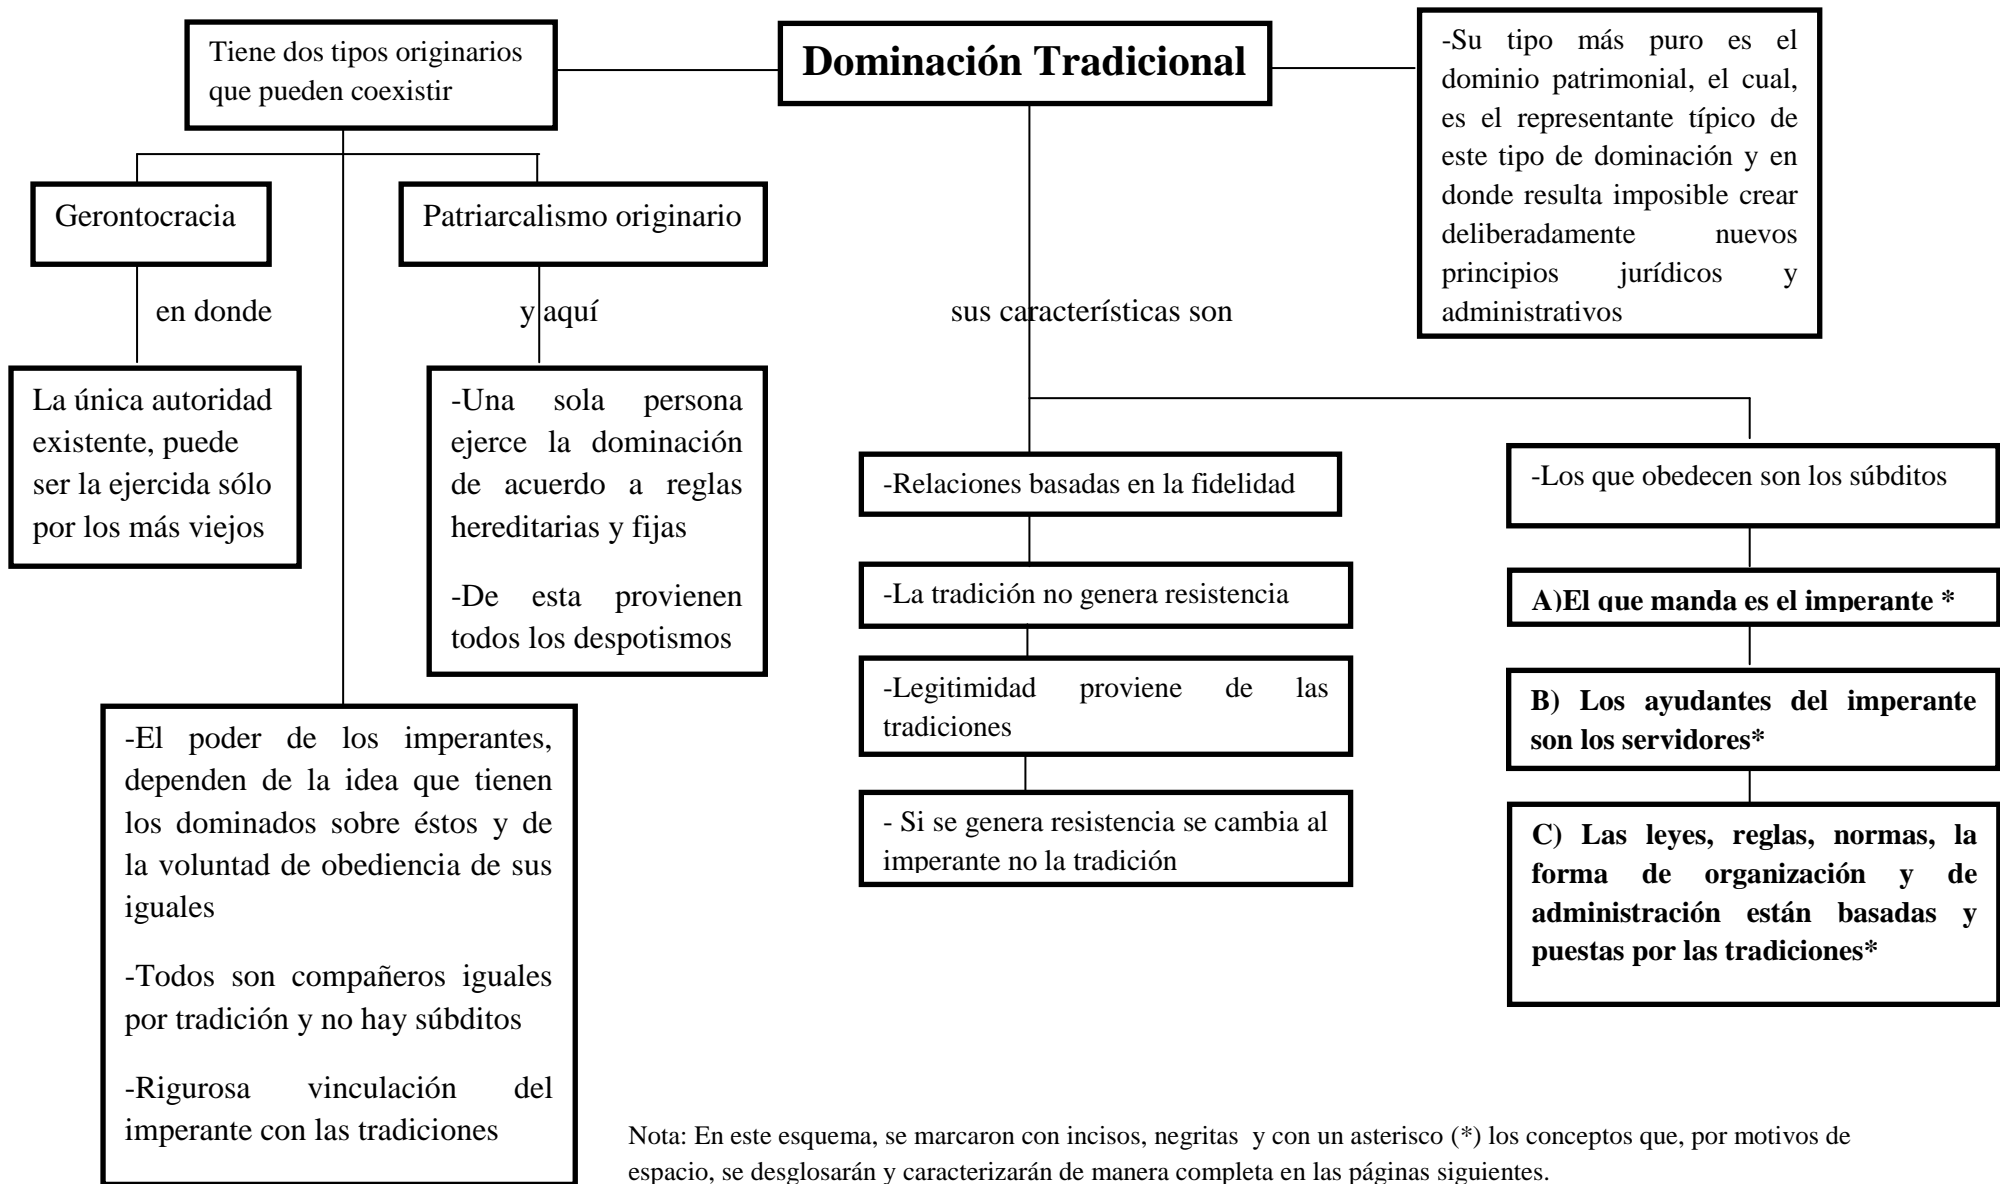 Tiene dos tipos originarios
que pueden coexistir
Dominación Tradicional
-Su tipo más puro es el
dominio patrimonial, el cual,
es el representante típico de
este tipo de dominación y en
donde resulta imposible crear
deliberadamente nuevos
principios jurídicos y
administrativos
Gerontocracia
Patriarcalismo originario
en donde
y aquí
sus características son
La única autoridad
existente, puede
ser la ejercida sólo
por los más viejos
-Una sola persona
ejerce la dominación
de acuerdo a reglas
hereditarias y fijas
-De esta provienen
todos los despotismos
-El poder de los imperantes,
dependen de la idea que tienen
los dominados sobre éstos y de
la voluntad de obediencia de sus
iguales
-Todos son compañeros iguales
por tradición y no hay súbditos
-Rigurosa vinculación del
imperante con las tradiciones
-Relaciones basadas en la fidelidad
-La tradición no genera resistencia
-Legitimidad proviene de las
tradiciones
- Si se genera resistencia se cambia al
imperante no la tradición
-Los que obedecen son los súbditos
A)El que manda es el imperante *
B) Los ayudantes del imperante
son los servidores*
C) Las leyes, reglas, normas, la
forma de organización y de
administración están basadas y
puestas por las tradiciones*
Nota: En este esquema, se marcaron con incisos, negritas y con un asterisco (*) los conceptos que, por motivos de
espacio, se desglosarán y caracterizarán de manera completa en las páginas siguientes.